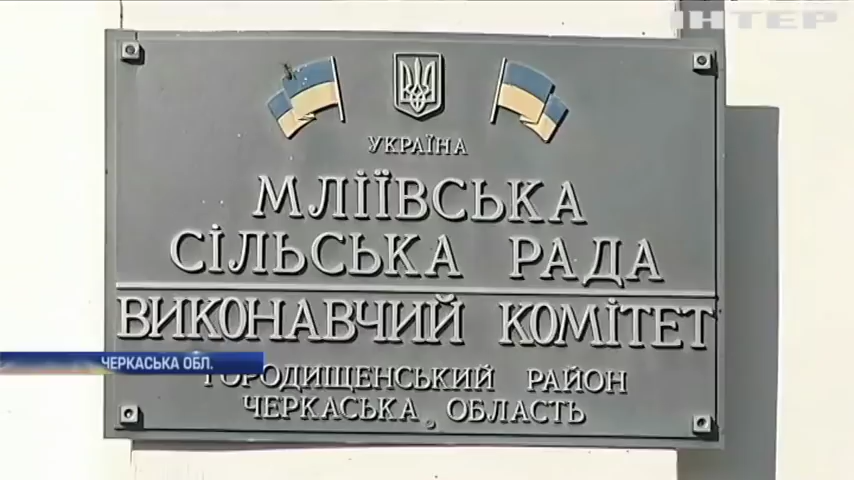 ІНТЕР
УКРАЇНА
МЛІЇВСЬКА
СІЛЬСЬКА РАДА
ВИКОНАВЧИЙ КОМІТЕТ
ЧЕРКАСЬКА ОБЛ.
ГОРОДИЩЕНСЬКИЙ РАЙОН
ЧЕРКАСЬКА ОБЛАСТЬ